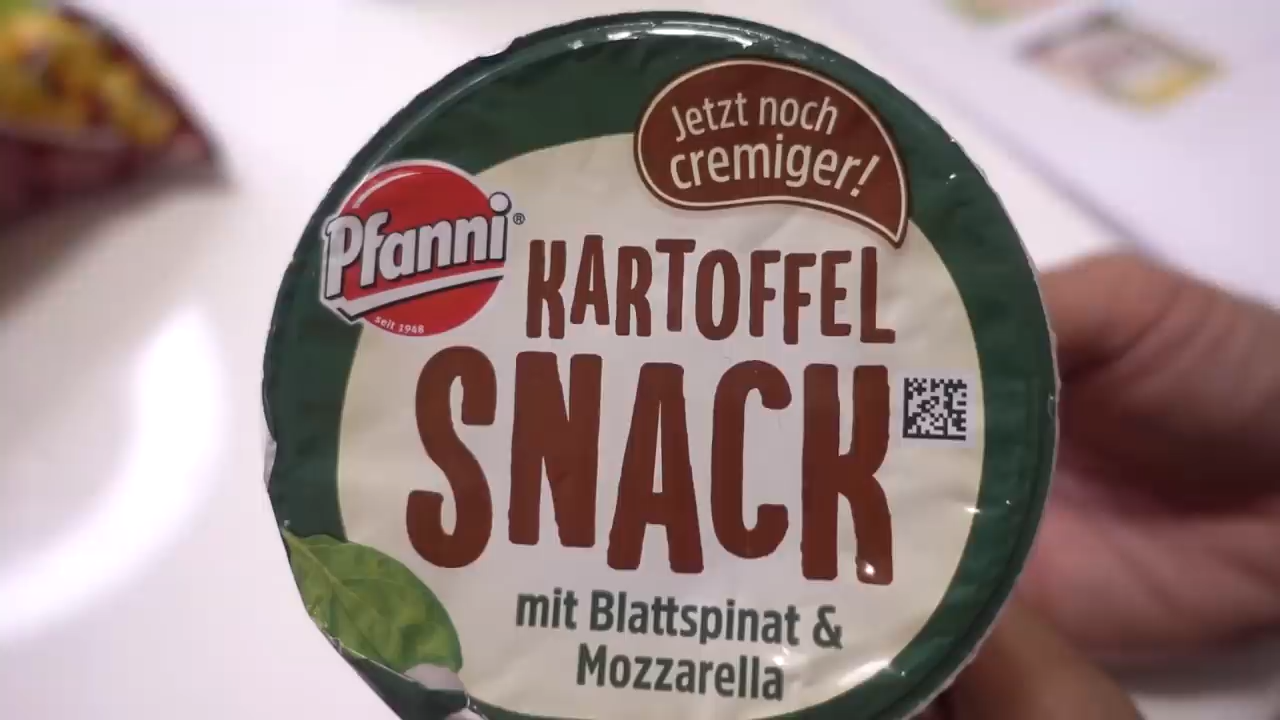 Jetzt noch
cremiger!
Pfanni®
seit 1948
KARTOFFEL
SNACK
mit Blattspinat &
Mozzarella